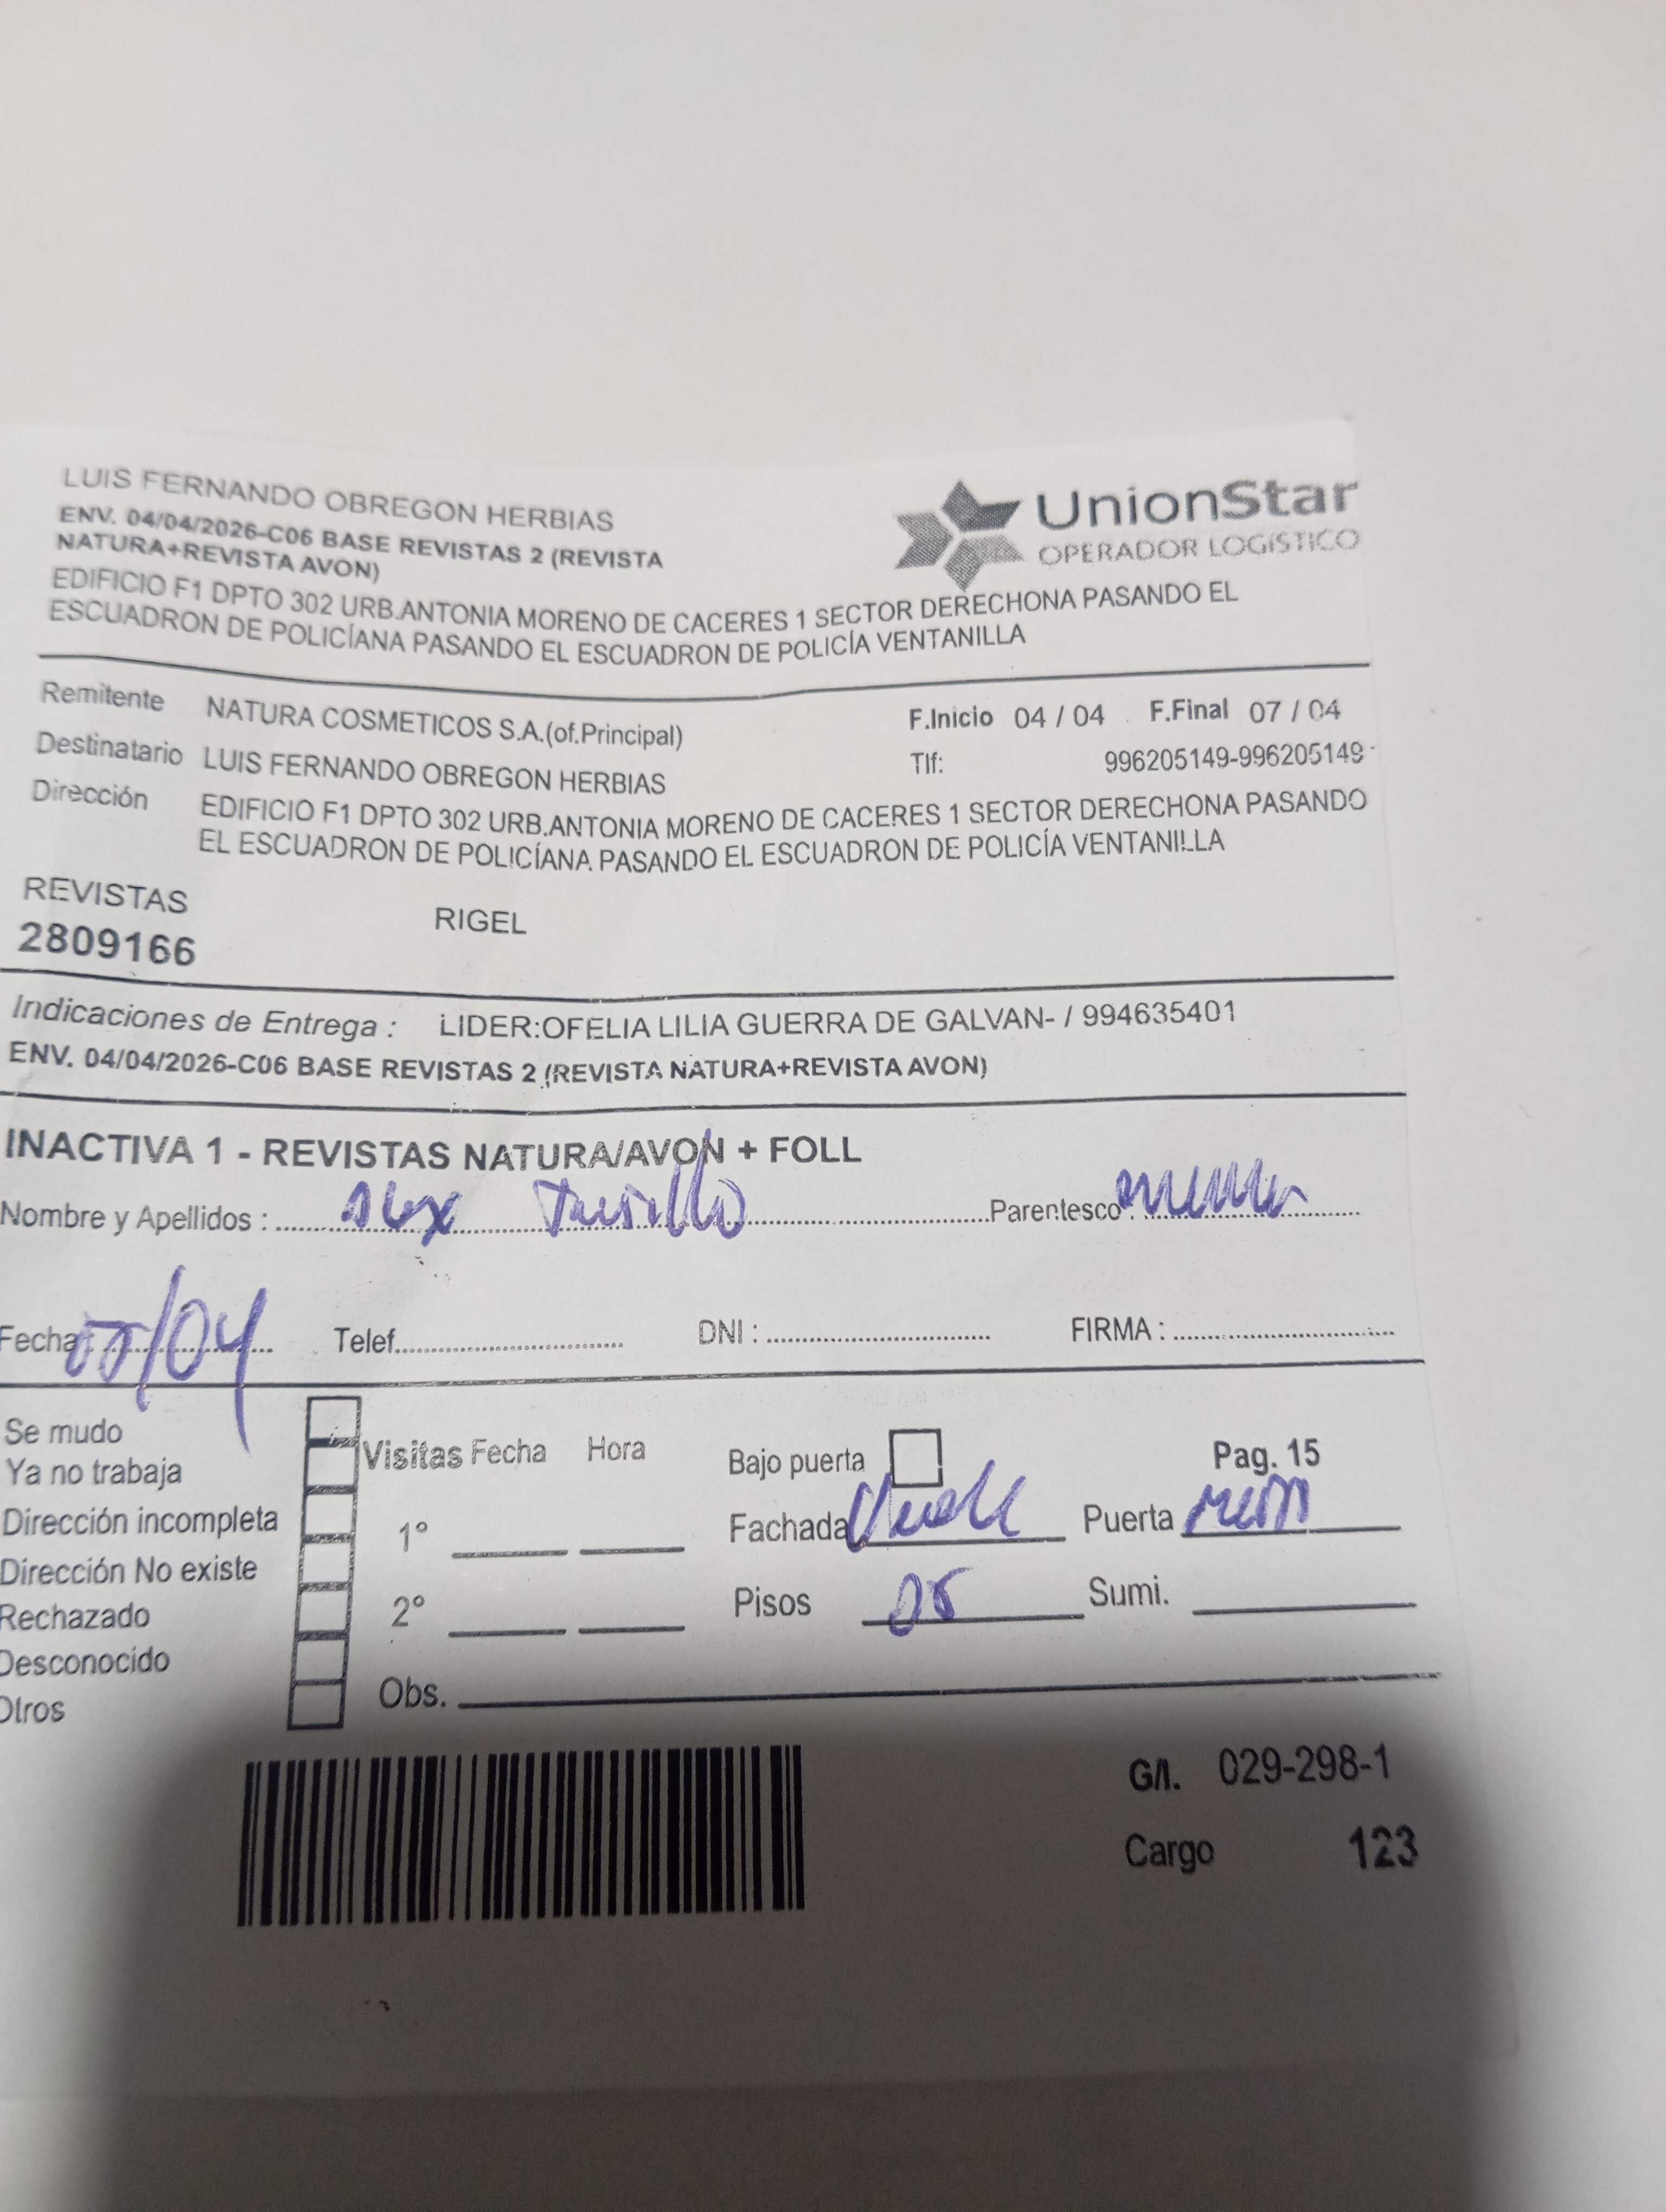 LUIS FERNANDO OBREGON HERBIAS
ENV. 04/04/2026-C06 BASE REVISTAS 2 (REVISTA
NATURA+REVISTA AVON)
UnionStar
OPERADOR LOGÍSTICO
EDIFICIO F1 DPTO 302 URB.ANTONIA MORENO DE CACERES 1 SECTOR DERECHONA PASANDO EL
ESCUADRON DE POLICÍANA PASANDO EL ESCUADRON DE POLICÍA VENTANILLA
Remitente NATURA COSMETICOS S.A.(of.Principal) F.Inicio 04 / 04 F.Final 07 / 04
Destinatario LUIS FERNANDO OBREGON HERBIAS Tlf: 996205149-996205149
Dirección EDIFICIO F1 DPTO 302 URB.ANTONIA MORENO DE CACERES 1 SECTOR DERECHONA PASANDO
EL ESCUADRON DE POLICÍANA PASANDO EL ESCUADRON DE POLICÍA VENTANILLA
REVISTAS RIGEL
2809166
Indicaciones de Entrega : LIDER:OFELIA LILIA GUERRA DE GALVAN- / 994635401
ENV. 04/04/2026-C06 BASE REVISTAS 2 (REVISTA NATURA+REVISTA AVON)
INACTIVA 1 - REVISTAS NATURA/AVON + FOLL
Nombre y Apellidos : Alex Trujillo Parentesco :
Fecha : 05/04 Telef. DNI : FIRMA :
Se mudo
Ya no trabaja
Dirección incompleta
Dirección No existe
Rechazado
Desconocido
Otros
Visitas Fecha Hora
1°
2°
Obs.
Bajo puerta Pag. 15
Fachada Puerta
Pisos 05 Sumi.
G/I. 029-298-1
Cargo 123